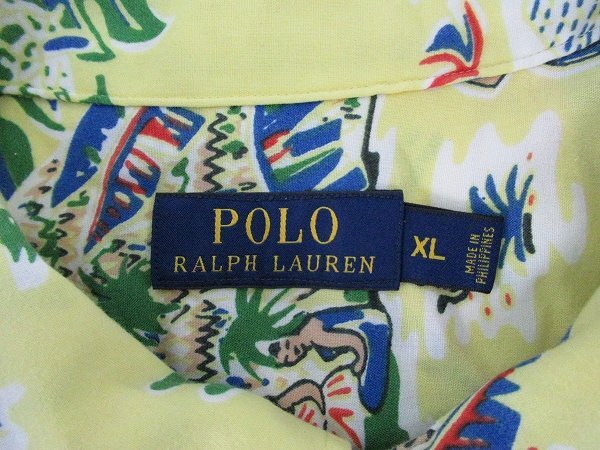 POLO
RALPH LAUREN
XL
MADE IN
PHILIPPINES